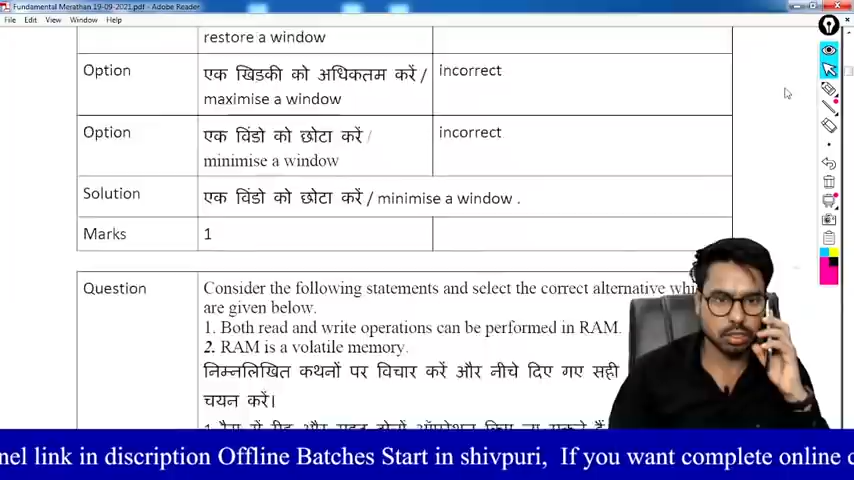 Fundamental Merathan 19-09-2021.pdf - Adobe Reader
File Edit View Window Help
restore a window
Option
एक खिडकी को अधिकतम करें /
maximise a window
incorrect
Option
एक विंडो को छोटा करें /
minimise a window
incorrect
Solution
एक विंडो को छोटा करें / minimise a window .
Marks
1
Question
Consider the following statements and select the correct alternative
are given below.
1. Both read and write operations can be performed in RAM.
2. RAM is a volatile memory.
निम्नलिखित कथनों पर विचार करें और नीचे दिए गए सही
चयन करें।
nel link in discription Offline Batches Start in shivpuri, If you want complete online